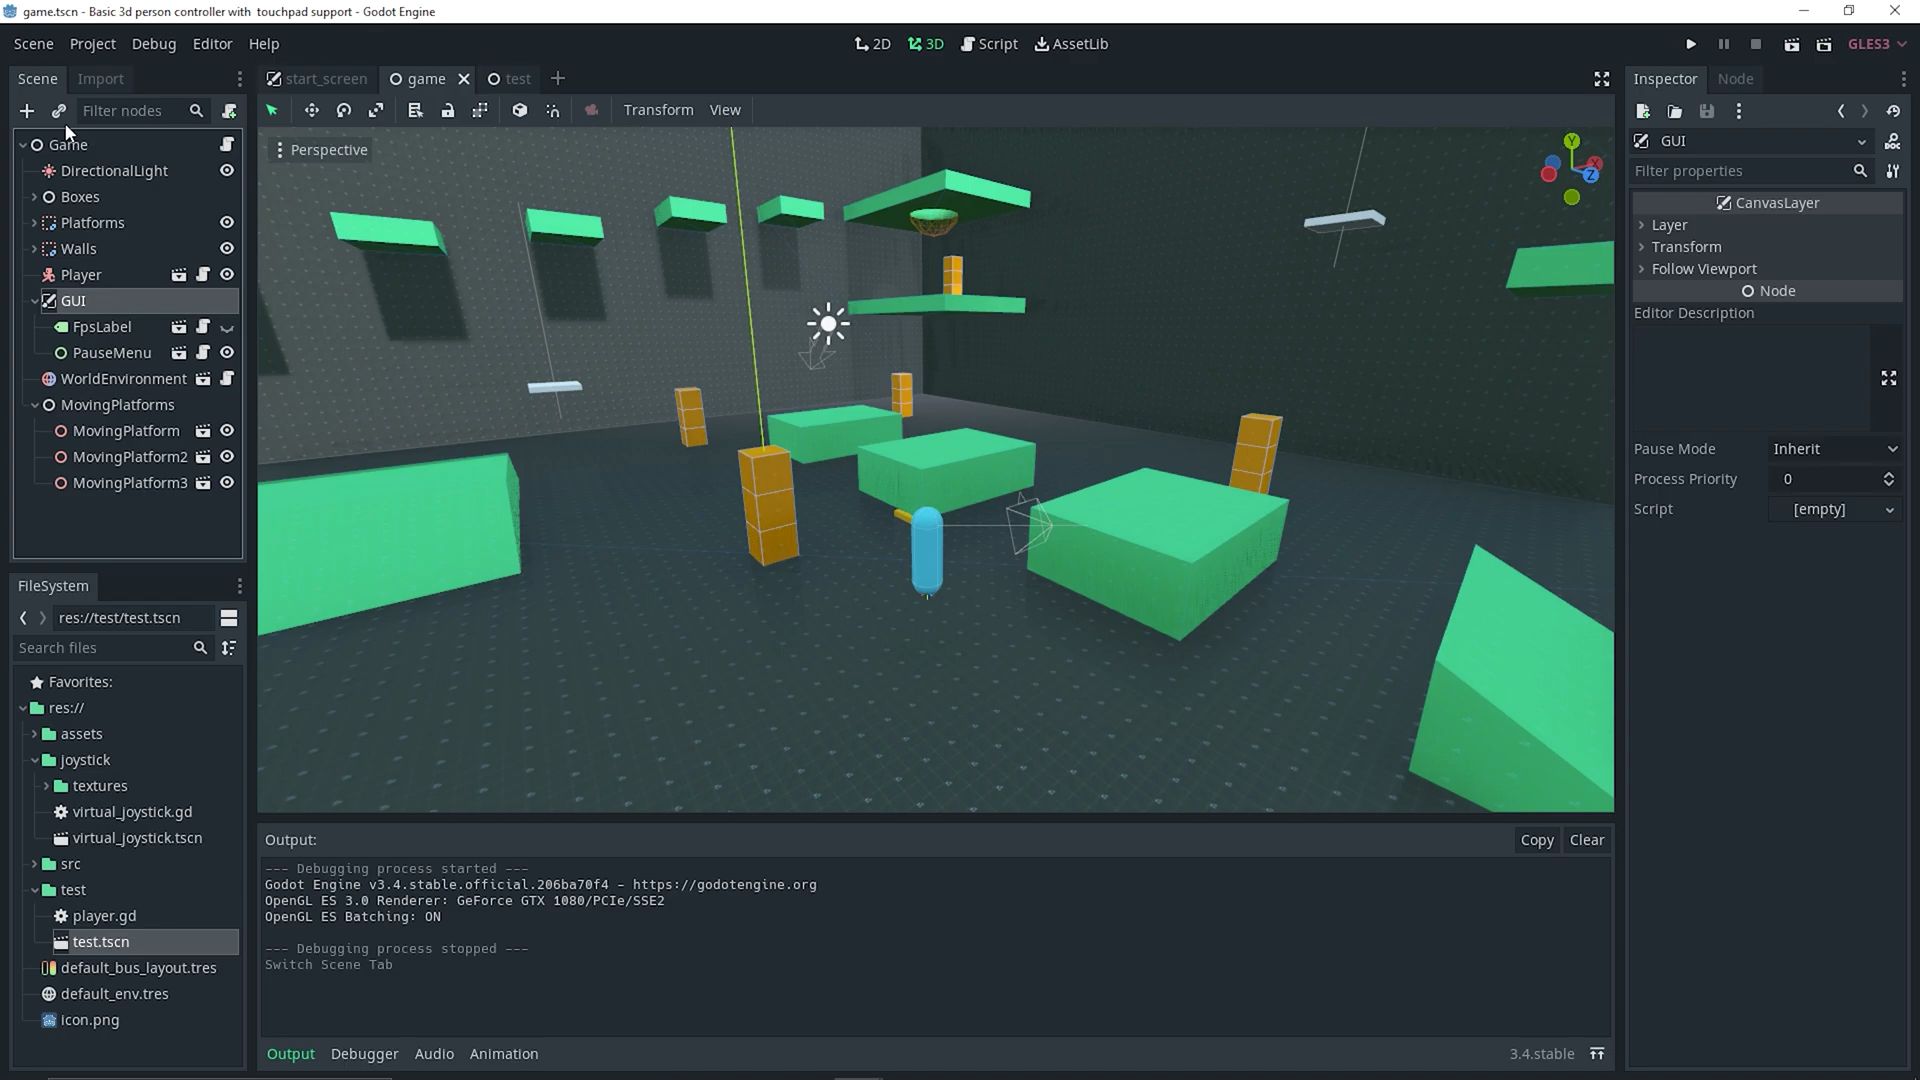 game.tscn - Basic 3d person controller with  touchpad support - Godot Engine
Scene Project Debug Editor Help
2D 3D Script AssetLib
GLES3
Scene Import
Filter nodes
Game
DirectionalLight
Boxes
Platforms
Walls
Player
GUI
FpsLabel
PauseMenu
WorldEnvironment
MovingPlatforms
MovingPlatform
MovingPlatform2
MovingPlatform3
FileSystem
res://test/test.tscn
Search files
Favorites:
res://
assets
joystick
textures
virtual_joystick.gd
virtual_joystick.tscn
src
test
player.gd
test.tscn
default_bus_layout.tres
default_env.tres
icon.png
start_screen game test
Transform View
Perspective
Y
X
Z
Output:
Copy Clear
--- Debugging process started ---
Godot Engine v3.4.stable.official.206ba70f4 - https://godotengine.org
OpenGL ES 3.0 Renderer: GeForce GTX 1080/PCIe/SSE2
OpenGL ES Batching: ON
--- Debugging process stopped ---
Switch Scene Tab
Output Debugger Audio Animation
3.4.stable
Inspector Node
GUI
Filter properties
CanvasLayer
Layer
Transform
Follow Viewport
Node
Editor Description
Pause Mode Inherit
Process Priority 0
Script [empty]